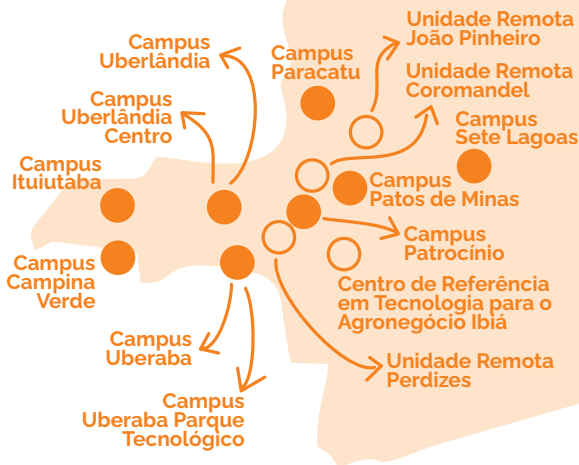 Unidade Remota
João Pinheiro
Campus
Uberlândia
Campus
Paracatu
Unidade Remota
Coromandel
Campus
Uberlândia
Centro
Campus
Sete Lagoas
Campus
Ituiutaba
Campus
Patos de Minas
Campus
Patrocínio
Campus
Campina
Verde
Centro de Referência
em Tecnologia para o
Agronegócio Ibiá
Campus
Uberaba
Unidade Remota
Perdizes
Campus
Uberaba Parque
Tecnológico